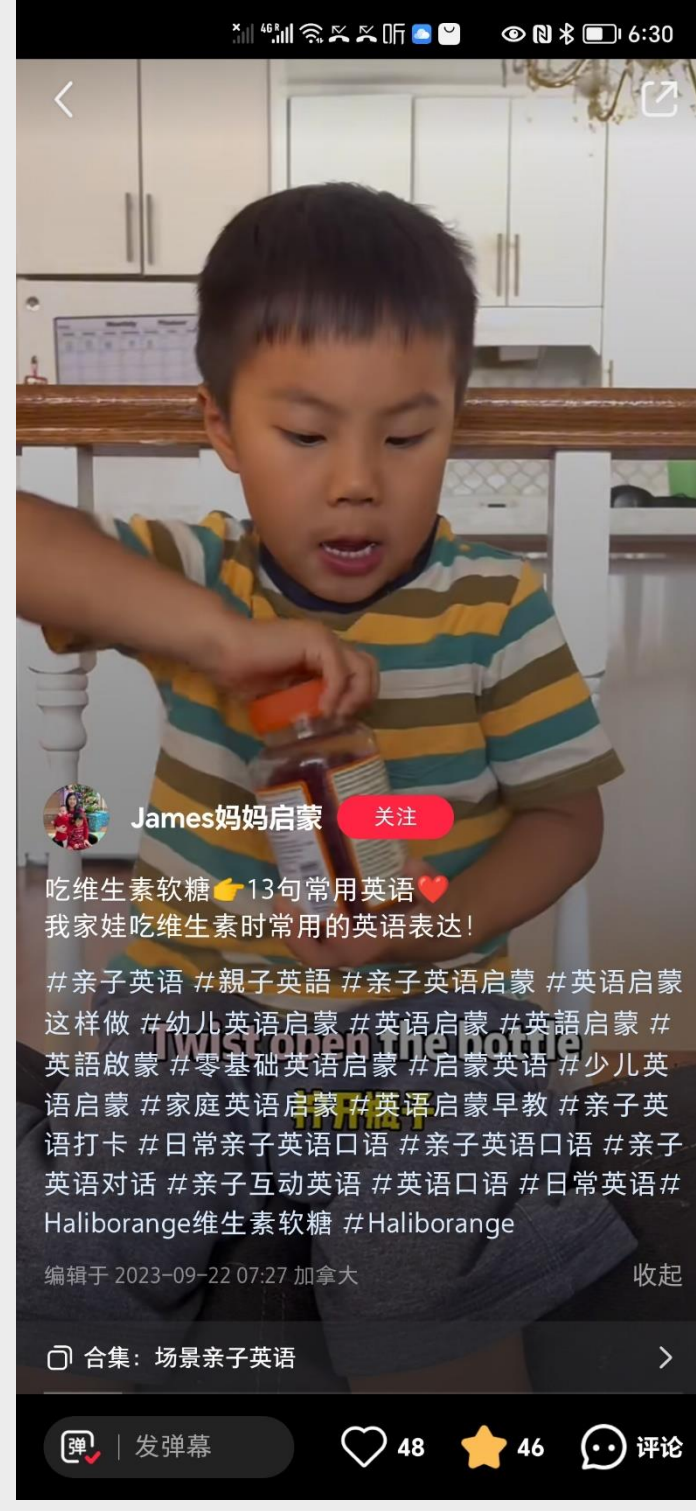 46R 听 6:30
Monthly Planner
James妈妈启蒙 关注
吃维生素软糖👉13句常用英语❤️
我家娃吃维生素时常用的英语表达！
#亲子英语 #親子英語 #亲子英语启蒙 #英语启蒙
这样做 #幼儿英语启蒙 #英语启蒙 #英語启蒙 #
Twist open the bottle
英語啟蒙 #零基础英语启蒙 #启蒙英语 #少儿英
语启蒙 #家庭英语启蒙 #英语启蒙早教 #亲子英
打开瓶子
语打卡 #日常亲子英语口语 #亲子英语口语 #亲子
英语对话 #亲子互动英语 #英语口语 #日常英语#
Haliborange维生素软糖 #Haliborange
编辑于 2023-09-22 07:27 加拿大 收起
合集：场景亲子英语
弹 发弹幕 48 46 评论